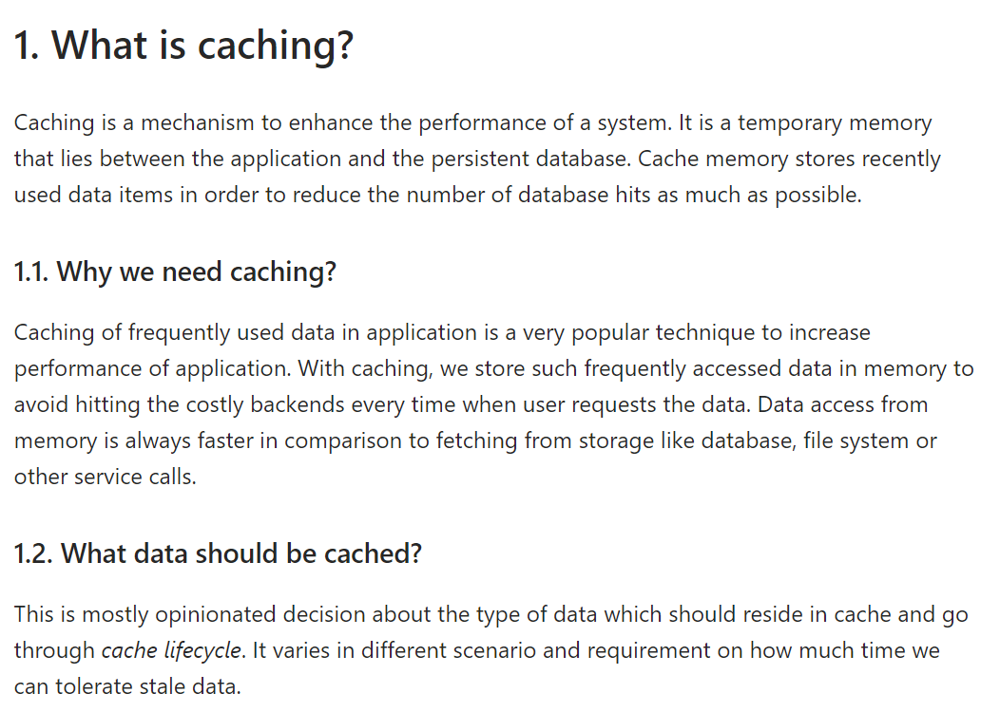 1. What is caching?
Caching is a mechanism to enhance the performance of a system. It is a temporary memory
that lies between the application and the persistent database. Cache memory stores recently
used data items in order to reduce the number of database hits as much as possible.
1.1. Why we need caching?
Caching of frequently used data in application is a very popular technique to increase
performance of application. With caching, we store such frequently accessed data in memory to
avoid hitting the costly backends every time when user requests the data. Data access from
memory is always faster in comparison to fetching from storage like database, file system or
other service calls.
1.2. What data should be cached?
This is mostly opinionated decision about the type of data which should reside in cache and go
through cache lifecycle. It varies in different scenario and requirement on how much time we
can tolerate stale data.